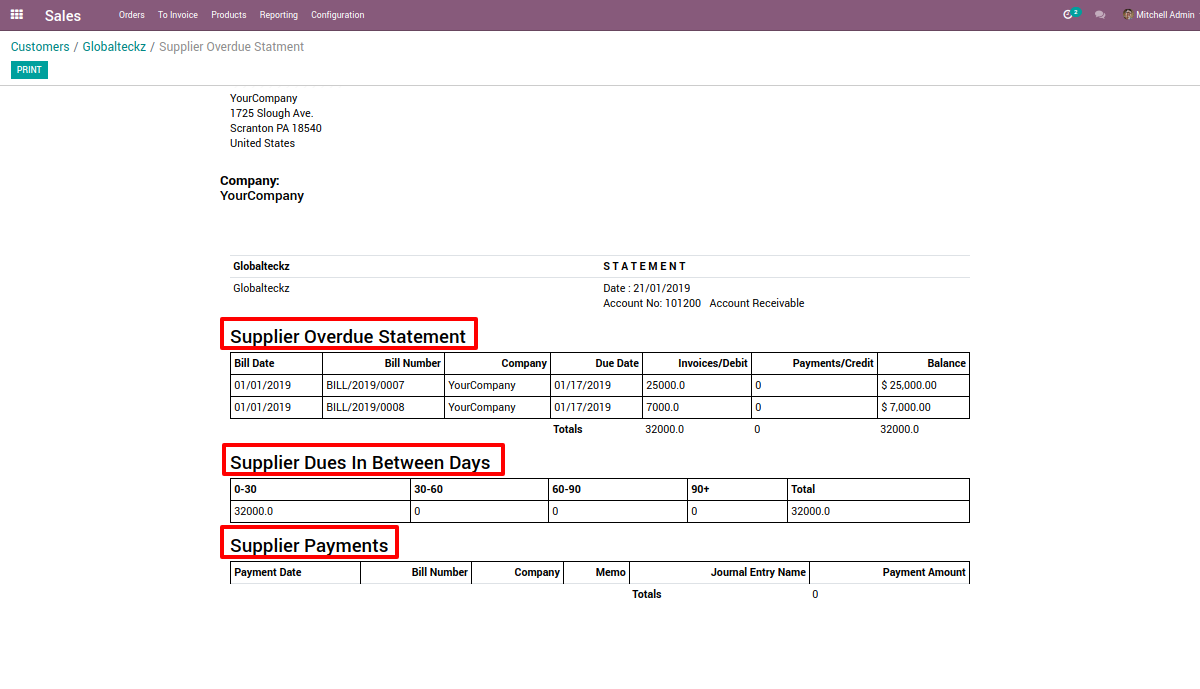 Sales Orders To Invoice Products Reporting Configuration 3 Mitchell Admin
Customers / Globalteckz / Supplier Overdue Statment
PRINT
YourCompany
1725 Slough Ave.
Scranton PA 18540
United States
Company:
YourCompany
Globalteckz STATEMENT
Globalteckz Date : 21/01/2019
Account No: 101200 Account Receivable
Supplier Overdue Statement
Bill Date Bill Number Company Due Date Invoices/Debit Payments/Credit Balance
01/01/2019 BILL/2019/0007 YourCompany 01/17/2019 25000.0 0 $ 25,000.00
01/01/2019 BILL/2019/0008 YourCompany 01/17/2019 7000.0 0 $ 7,000.00
Totals 32000.0 0 32000.0
Supplier Dues In Between Days
0-30 30-60 60-90 90+ Total
32000.0 0 0 0 32000.0
Supplier Payments
Payment Date Bill Number Company Memo Journal Entry Name Payment Amount
Totals 0